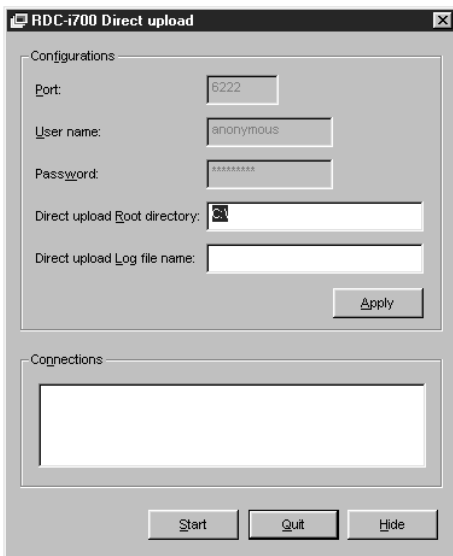 RDC-i700 Direct upload
Configurations
Port: 6222
User name: anonymous
Password: *********
Direct upload Root directory: C:\
Direct upload Log file name:
Apply
Connections
Start Quit Hide